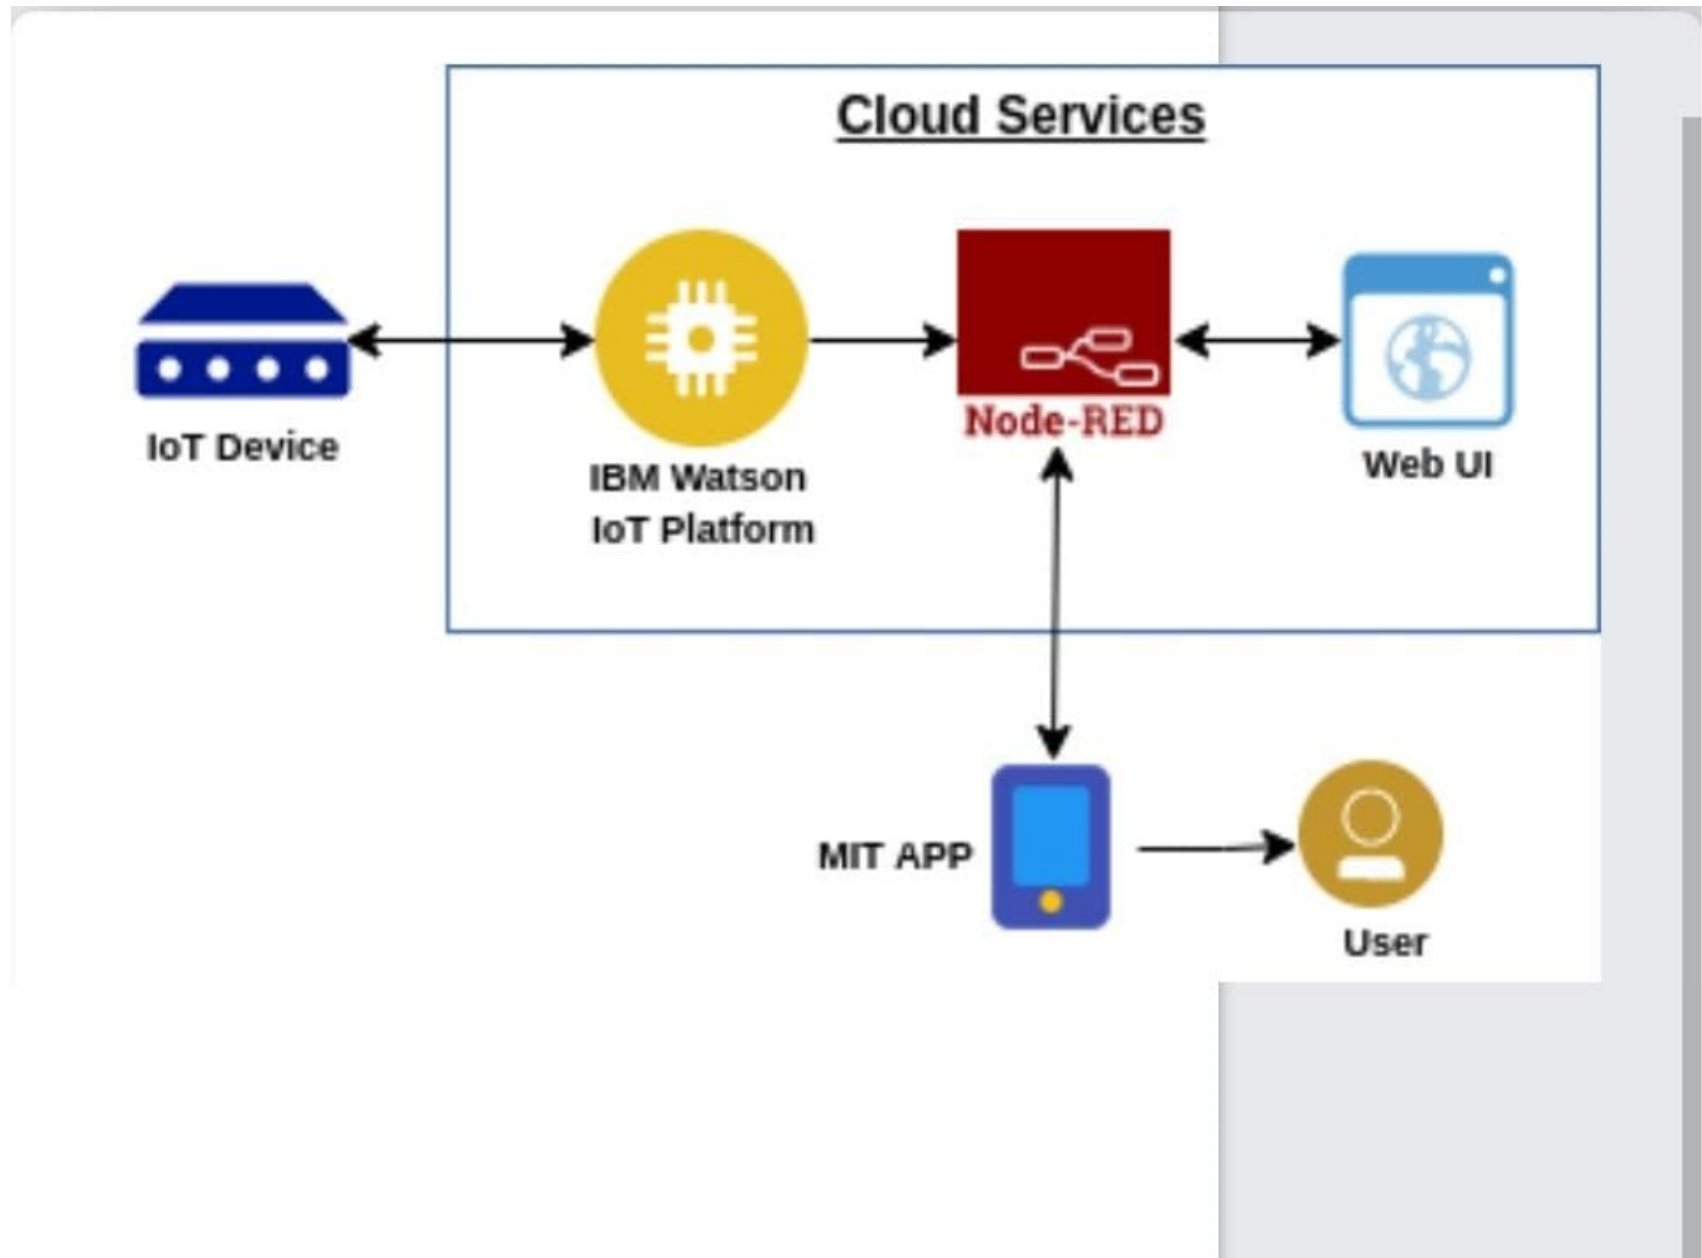 Cloud Services
IoT Device
IBM Watson
IoT Platform
Node-RED
Web UI
MIT APP
User